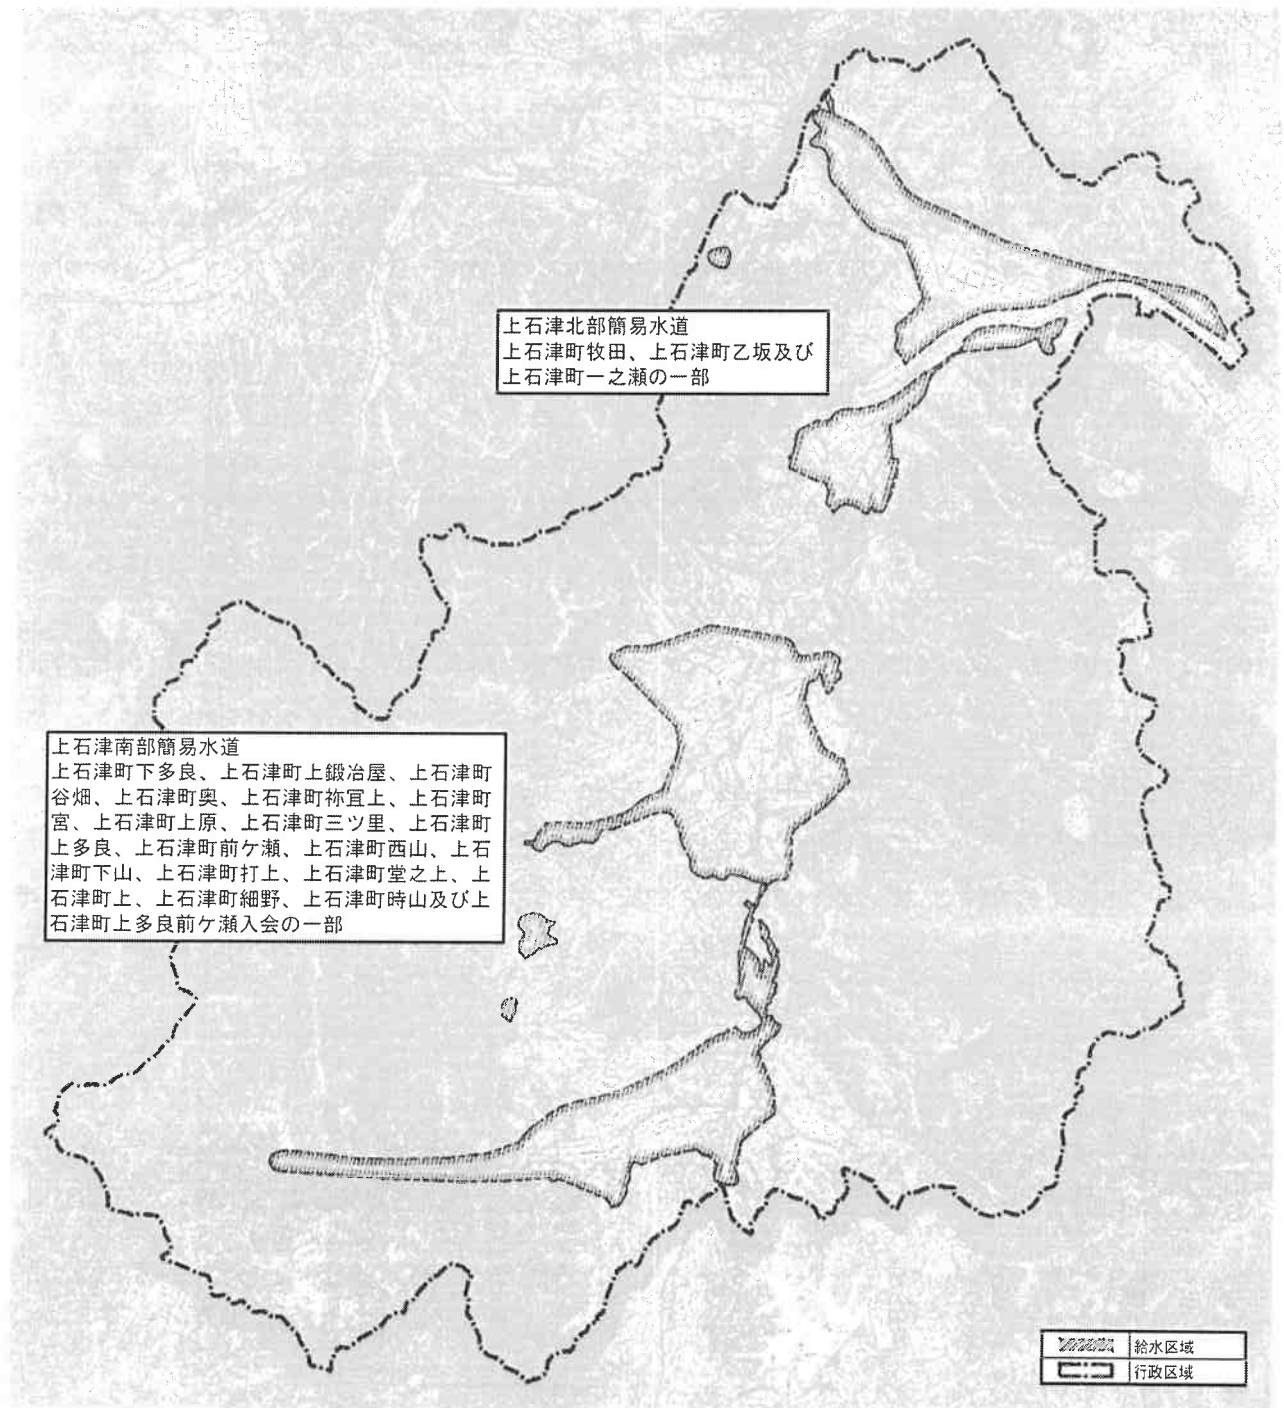 上石津北部簡易水道
上石津町牧田、上石津町乙坂及び
上石津町一之瀬の一部
上石津南部簡易水道
上石津町下多良、上石津町上鍛冶屋、上石津町
谷畑、上石津町奥、上石津町祢宜上、上石津町
宮、上石津町上原、上石津町三ツ里、上石津町
上多良、上石津町前ケ瀬、上石津町西山、上石
津町下山、上石津町打上、上石津町堂之上、上
石津町上、上石津町細野、上石津町時山及び上
石津町上多良前ケ瀬入会の一部
給水区域
行政区域